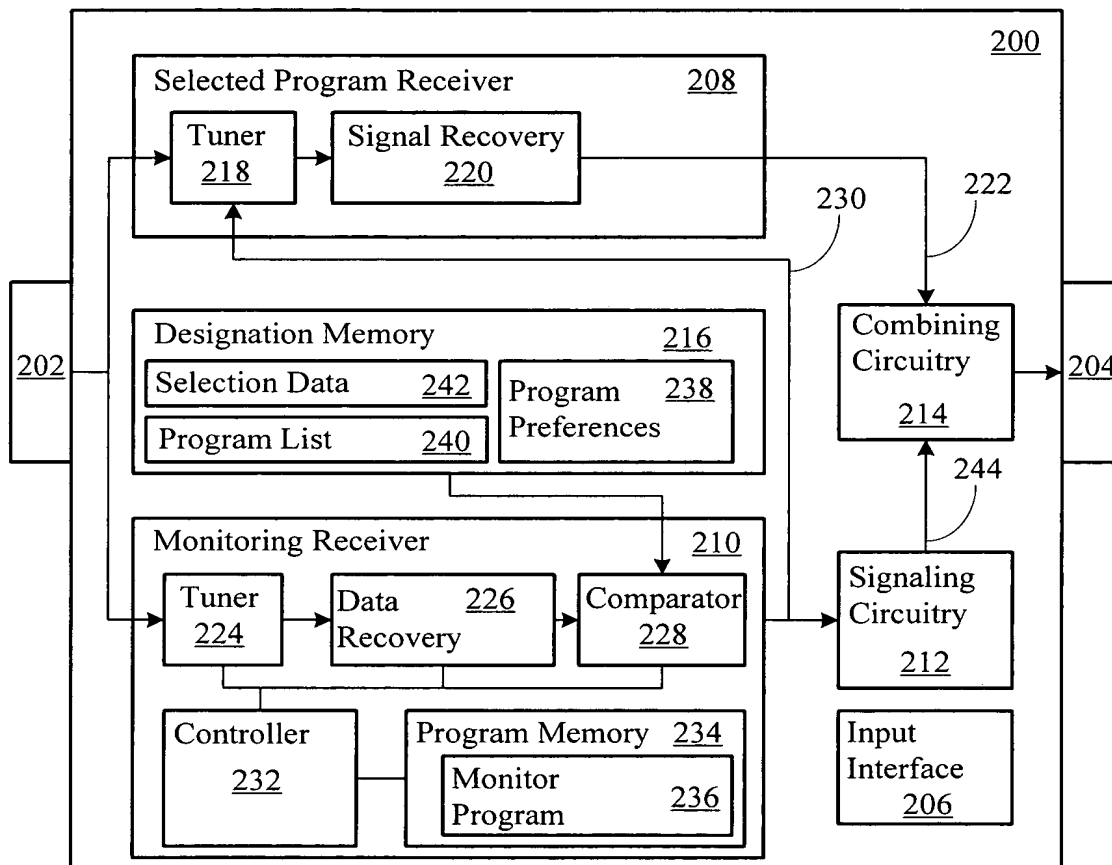 200
Selected Program Receiver 208
Tuner
218
Signal Recovery
220
230
222
202
Designation Memory 216
Selection Data 242
Program List 240
Program 238
Preferences
Combining
Circuitry
214
204
244
Monitoring Receiver 210
Tuner
224
Data 226
Recovery
Comparator
228
Signaling
Circuitry
212
Controller
232
Program Memory 234
Monitor
Program 236
Input
Interface
206